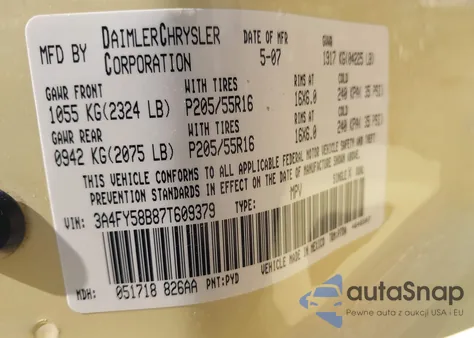 MFD BY DAIMLERCHRYSLER CORPORATION
DATE OF MFR 5-07
GVWR 1917 KG(04225 LB)
GAWR FRONT WITH TIRES RIMS AT COLD
1055 KG(2324 LB) P205/55R16 16X6.0 240 KPA( 35 PSI)
GAWR REAR WITH TIRES RIMS AT COLD
0942 KG(2075 LB) P205/55R16 16X6.0 240 KPA( 35 PSI)
THIS VEHICLE CONFORMS TO ALL APPLICABLE FEDERAL MOTOR VEHICLE SAFETY AND THEFT
PREVENTION STANDARDS IN EFFECT ON THE DATE OF MANUFACTURE SHOWN ABOVE.
VIN: 3A4FY58B87T609379 TYPE: MPV SINGLE X DUAL
VEHICLE MADE IN MEXICO
MDH: 051718 826AA PNT:PYD
autoSnap
Pewne auta z aukcji USA - EU